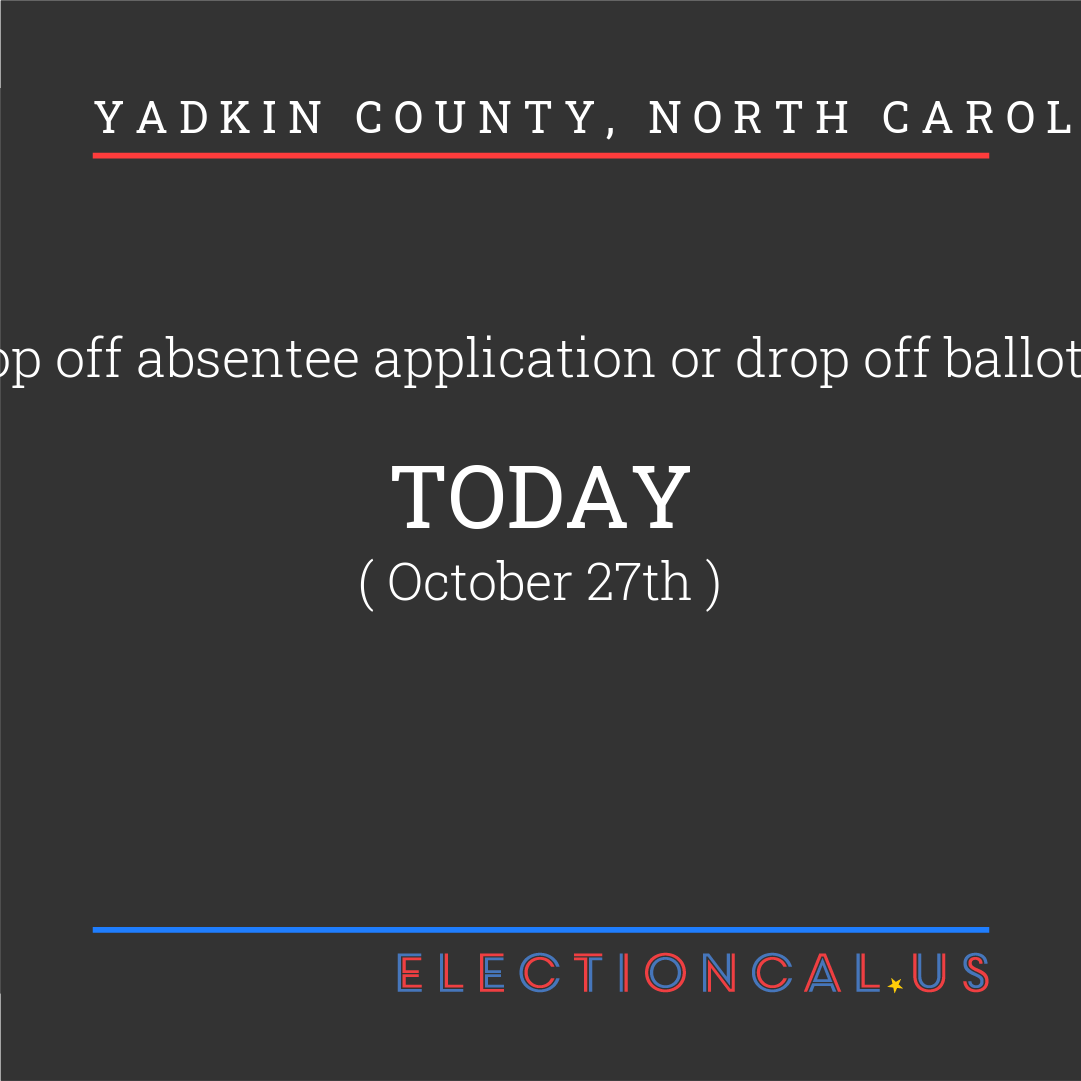 YADKIN COUNTY, NORTH CAROL
op off absentee application or drop off ballot
TODAY
( October 27th )
ELECTIONCAL.US